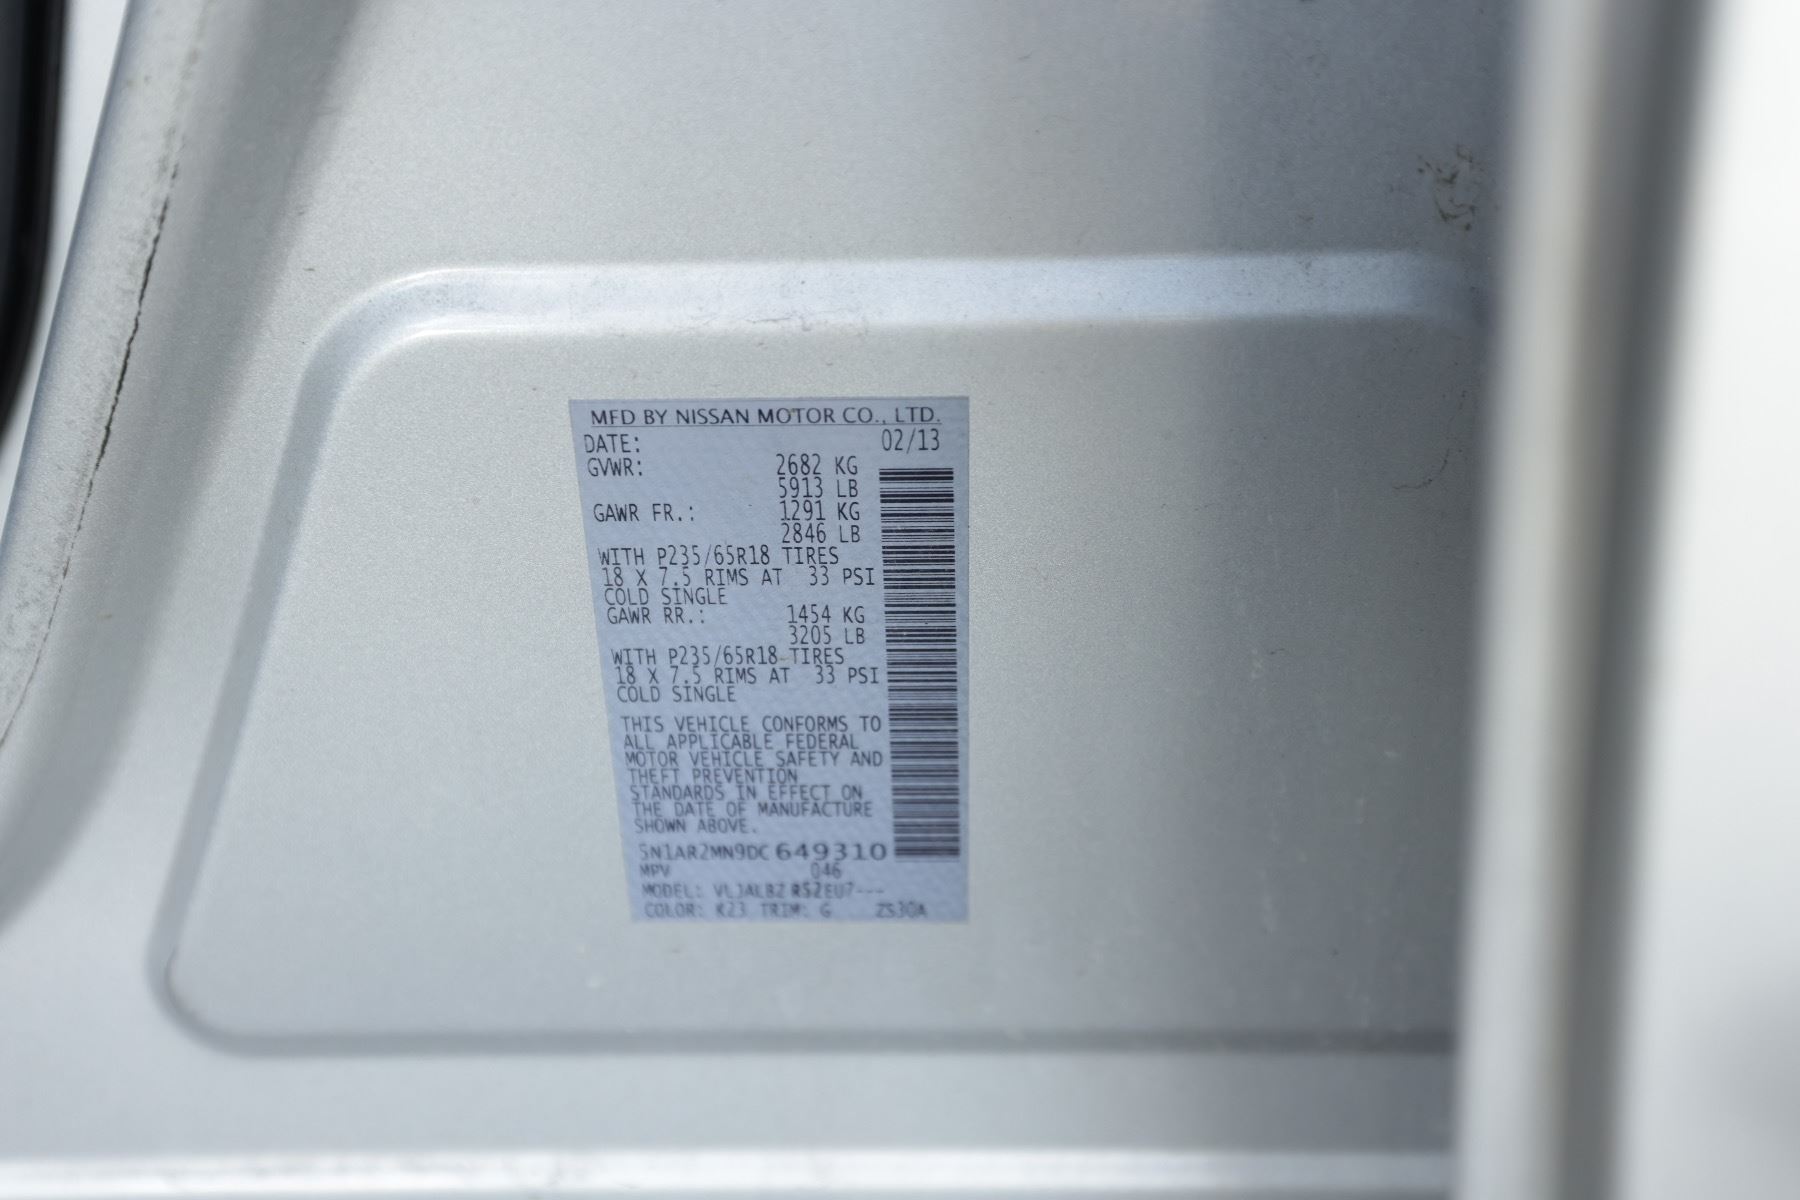 MFD BY NISSAN MOTOR CO., LTD.
DATE: 02/13
GVWR: 2682 KG
5913 LB
GAWR FR.: 1291 KG
2846 LB
WITH P235/65R18 TIRES
18 X 7.5 RIMS AT 33 PSI
COLD SINGLE
GAWR RR.: 1454 KG
3205 LB
WITH P235/65R18 TIRES
18 X 7.5 RIMS AT 33 PSI
COLD SINGLE
THIS VEHICLE CONFORMS TO
ALL APPLICABLE FEDERAL
MOTOR VEHICLE SAFETY AND
THEFT PREVENTION
STANDARDS IN EFFECT ON
THE DATE OF MANUFACTURE
SHOWN ABOVE.
5N1AR2MN9DC 649310
MPV 046
MODEL:
COLOR: K23 TRIM: G ZS30A